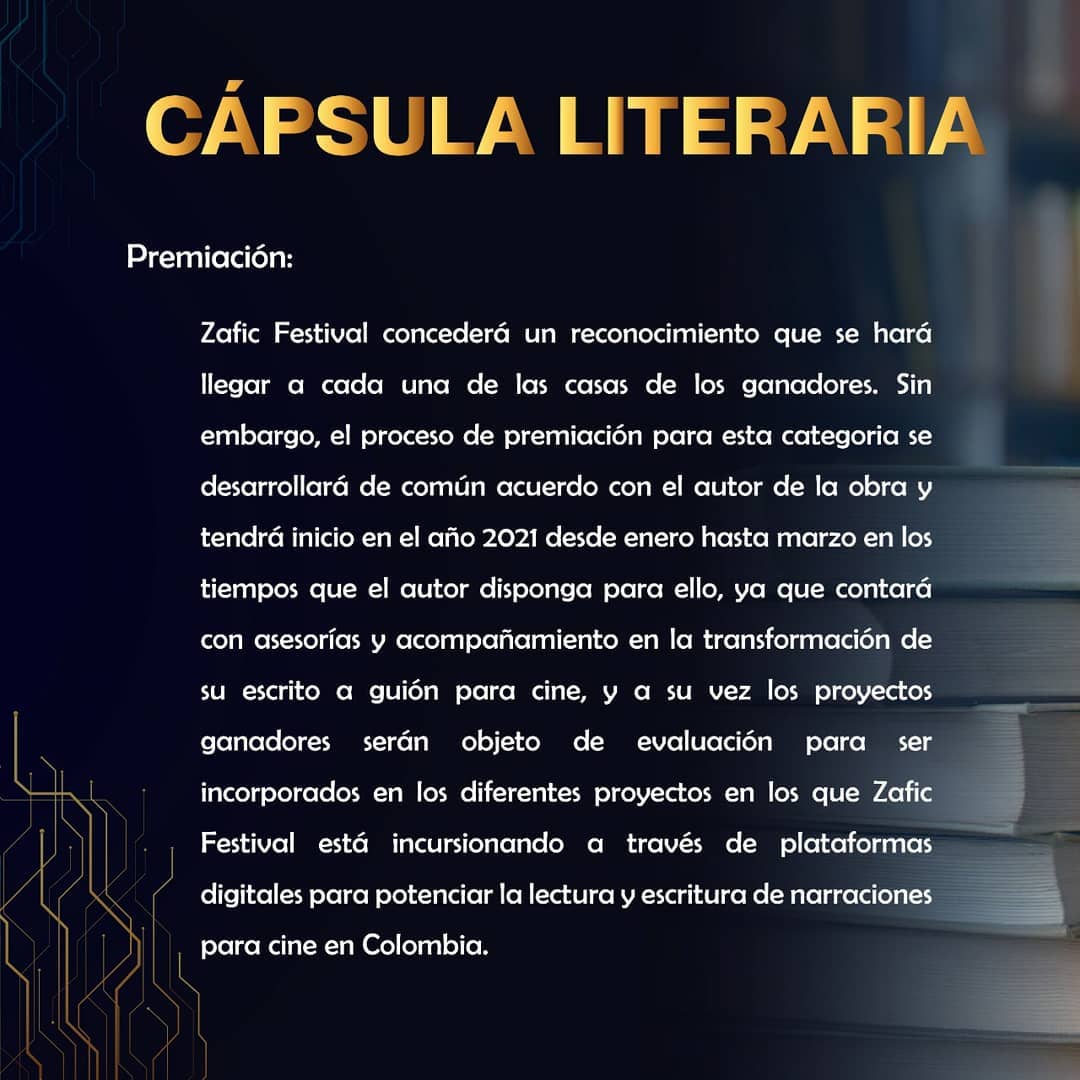 CÁPSULA LITERARIA
Premiación:
Zafic Festival concederá un reconocimiento que se hará
llegar a cada una de las casas de los ganadores. Sin
embargo, el proceso de premiación para esta categoria se
desarrollará de común acuerdo con el autor de la obra y
tendrá inicio en el año 2021 desde enero hasta marzo en los
tiempos que el autor disponga para ello, ya que contará
con asesorías y acompañamiento en la transformación de
su escrito a guión para cine, y a su vez los proyectos
ganadores serán objeto de evaluación para ser
incorporados en los diferentes proyectos en los que Zafic
Festival está incursionando a través de plataformas
digitales para potenciar la lectura y escritura de narraciones
para cine en Colombia.